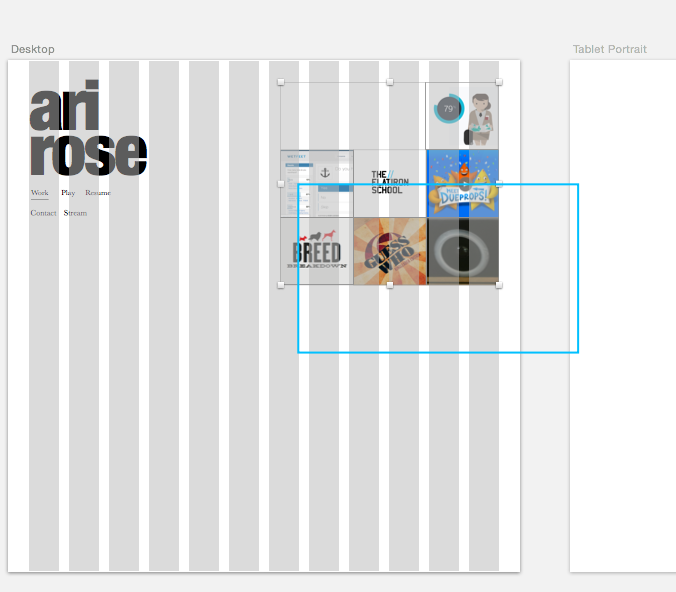 Desktop
Tablet Portrait
ari
rose
Work Play Resume
Contact Stream
79
THE //
FLATIRON
SCHOOL
MEET
DUEPROPS!
BREED
BREAKDOWN
GUESS
WHO